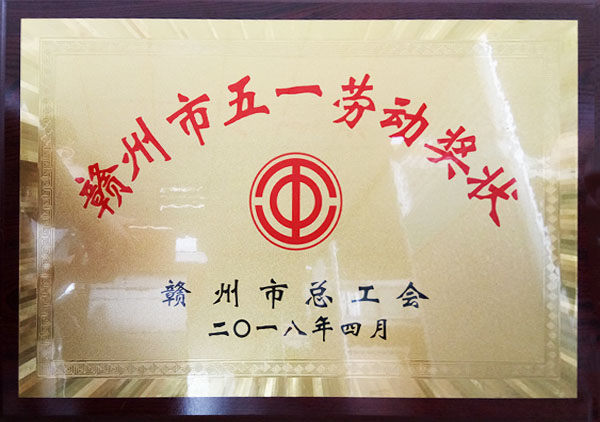 赣州市五一劳动奖状
赣州市总工会
二〇一八年四月